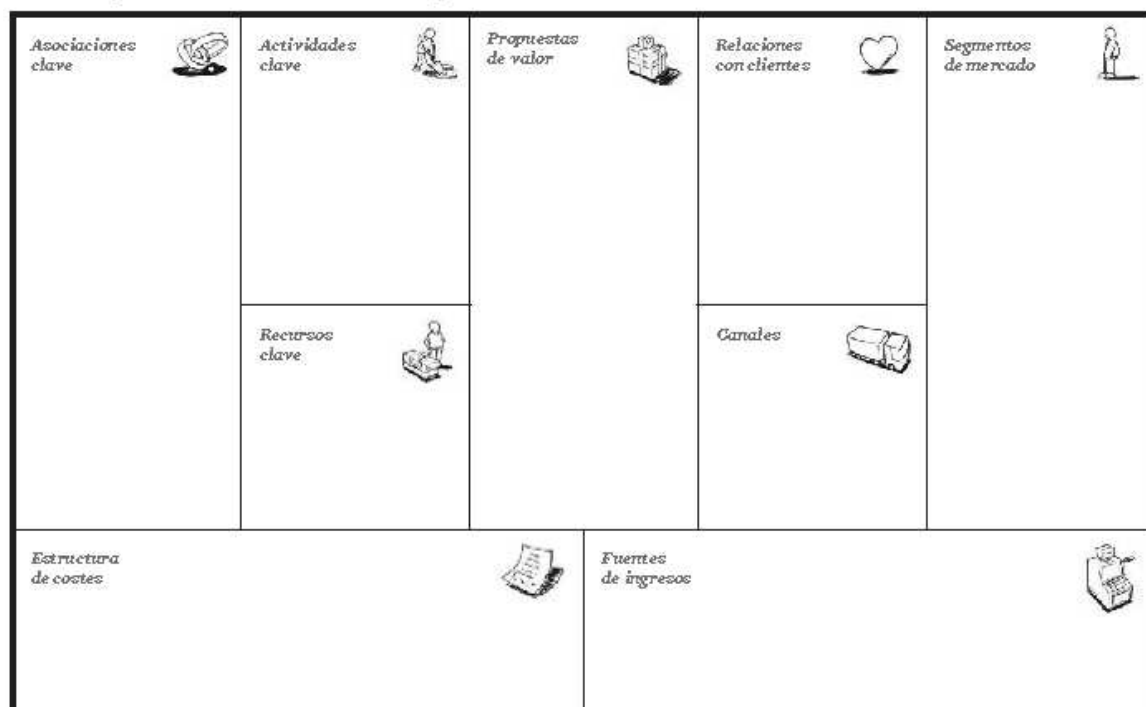 Asociaciones
clave
Actividades
clave
Propuestas
de valor
Relaciones
con clientes
Segmentos
de mercado
Recursos
clave
Canales
Estructura
de costes
Fuentes
de ingresos